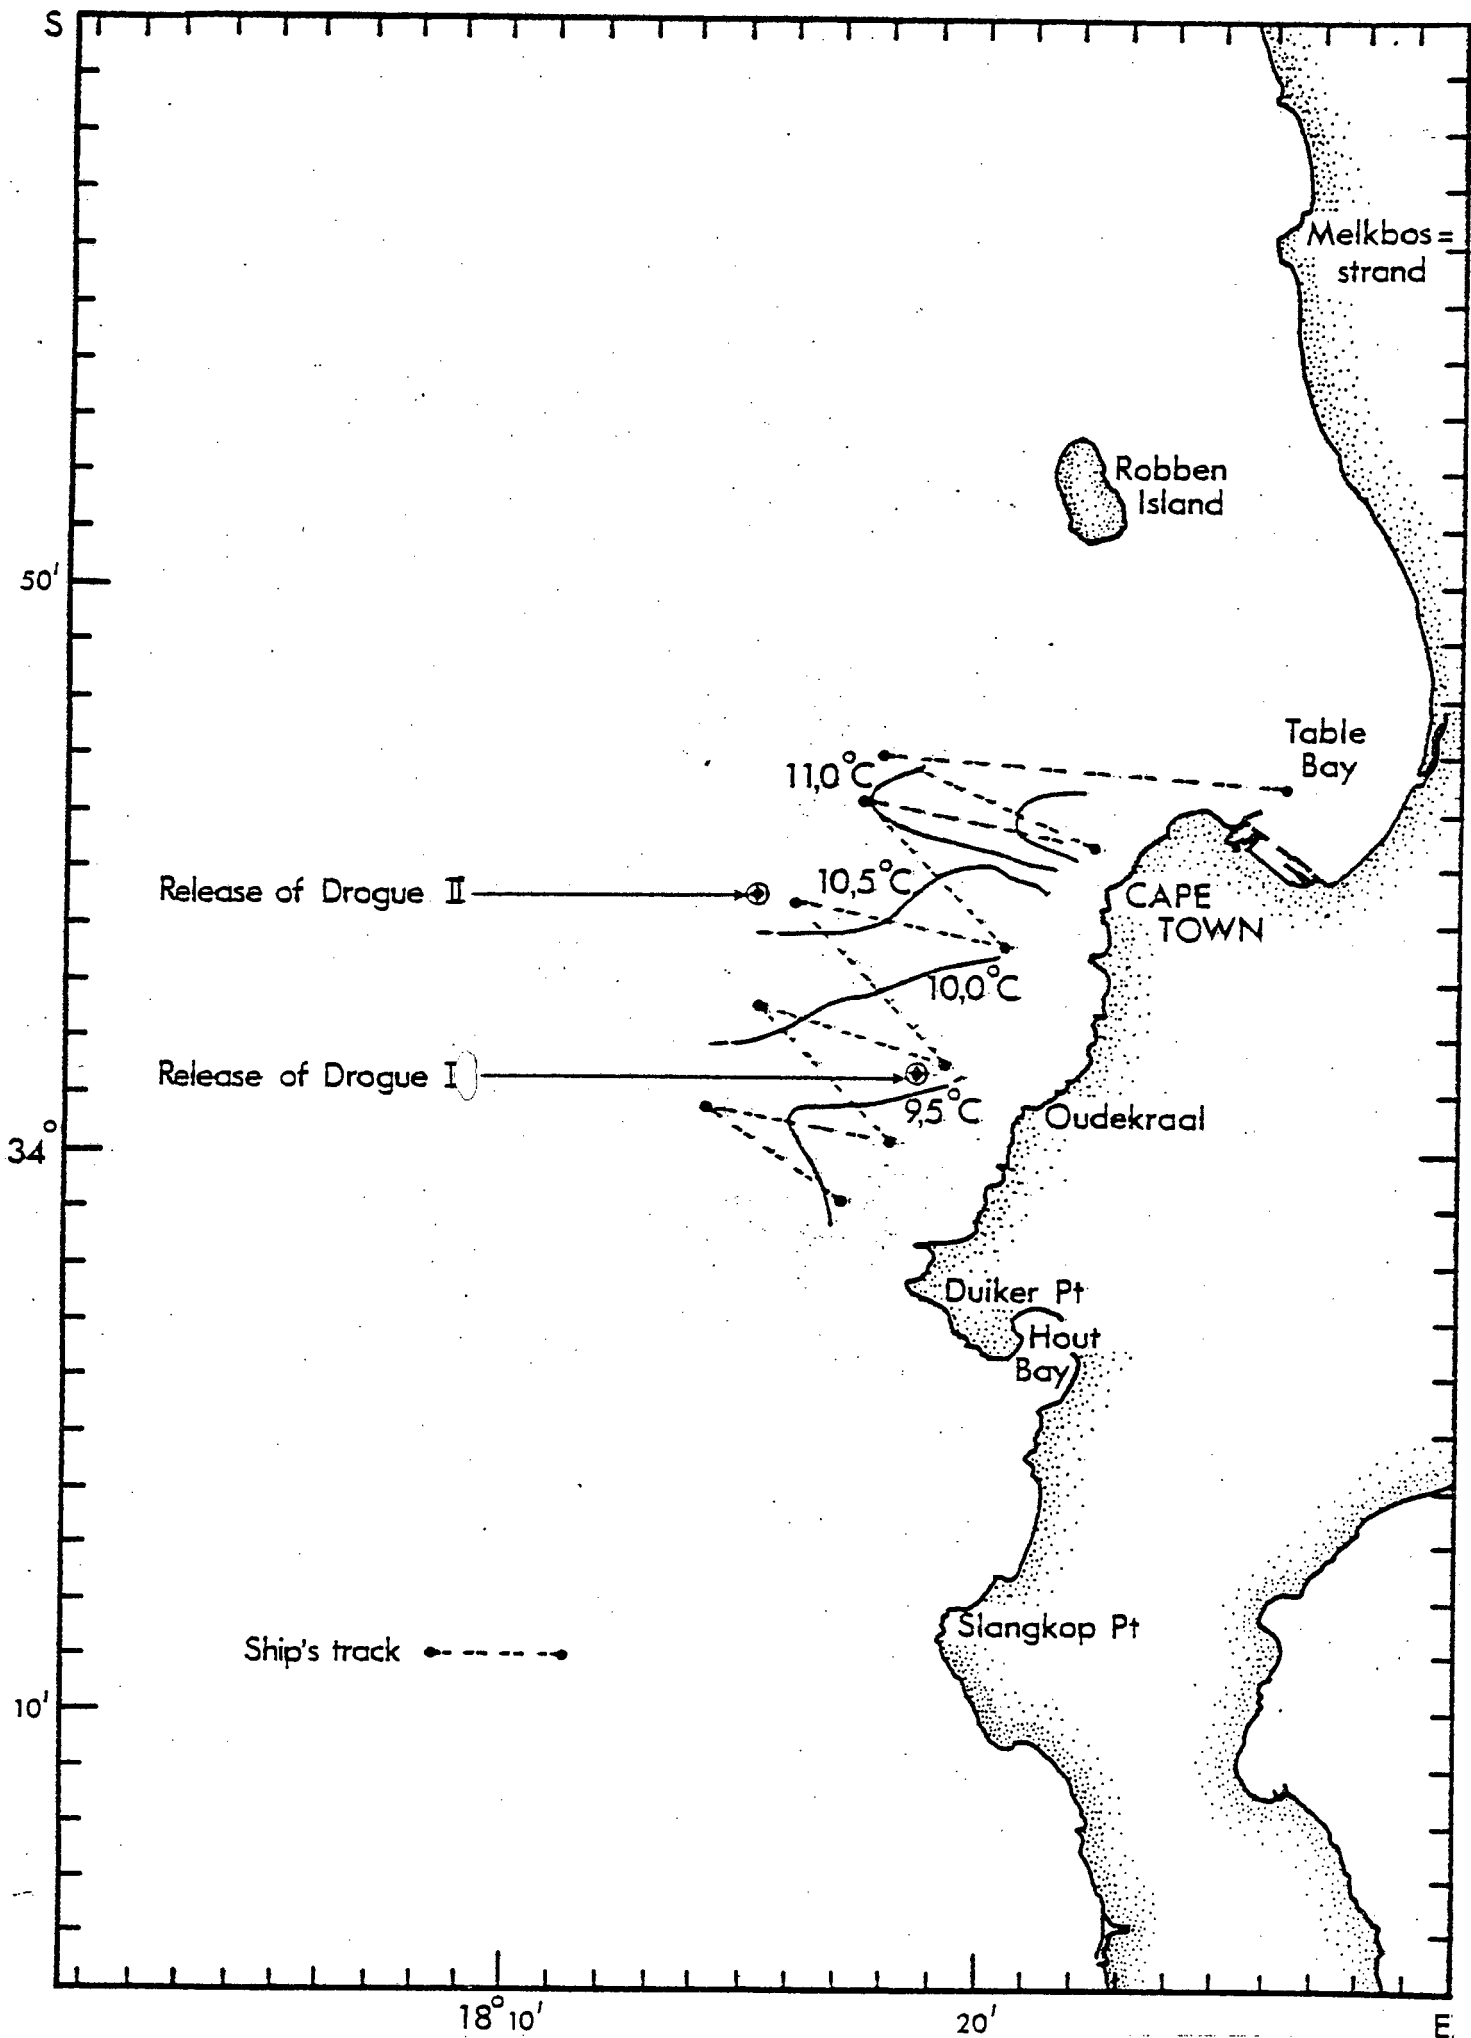 S
Melkbos=
strand
Robben
Island
50'
Table
Bay
11,0°C
10,5°C
Release of Drogue II
CAPE
TOWN
10,0°C
Release of Drogue I
9,5°C
Oudekraal
34°
Duiker Pt
Hout
Bay
Slangkop Pt
Ship's track
10'
18° 10'
20'
E